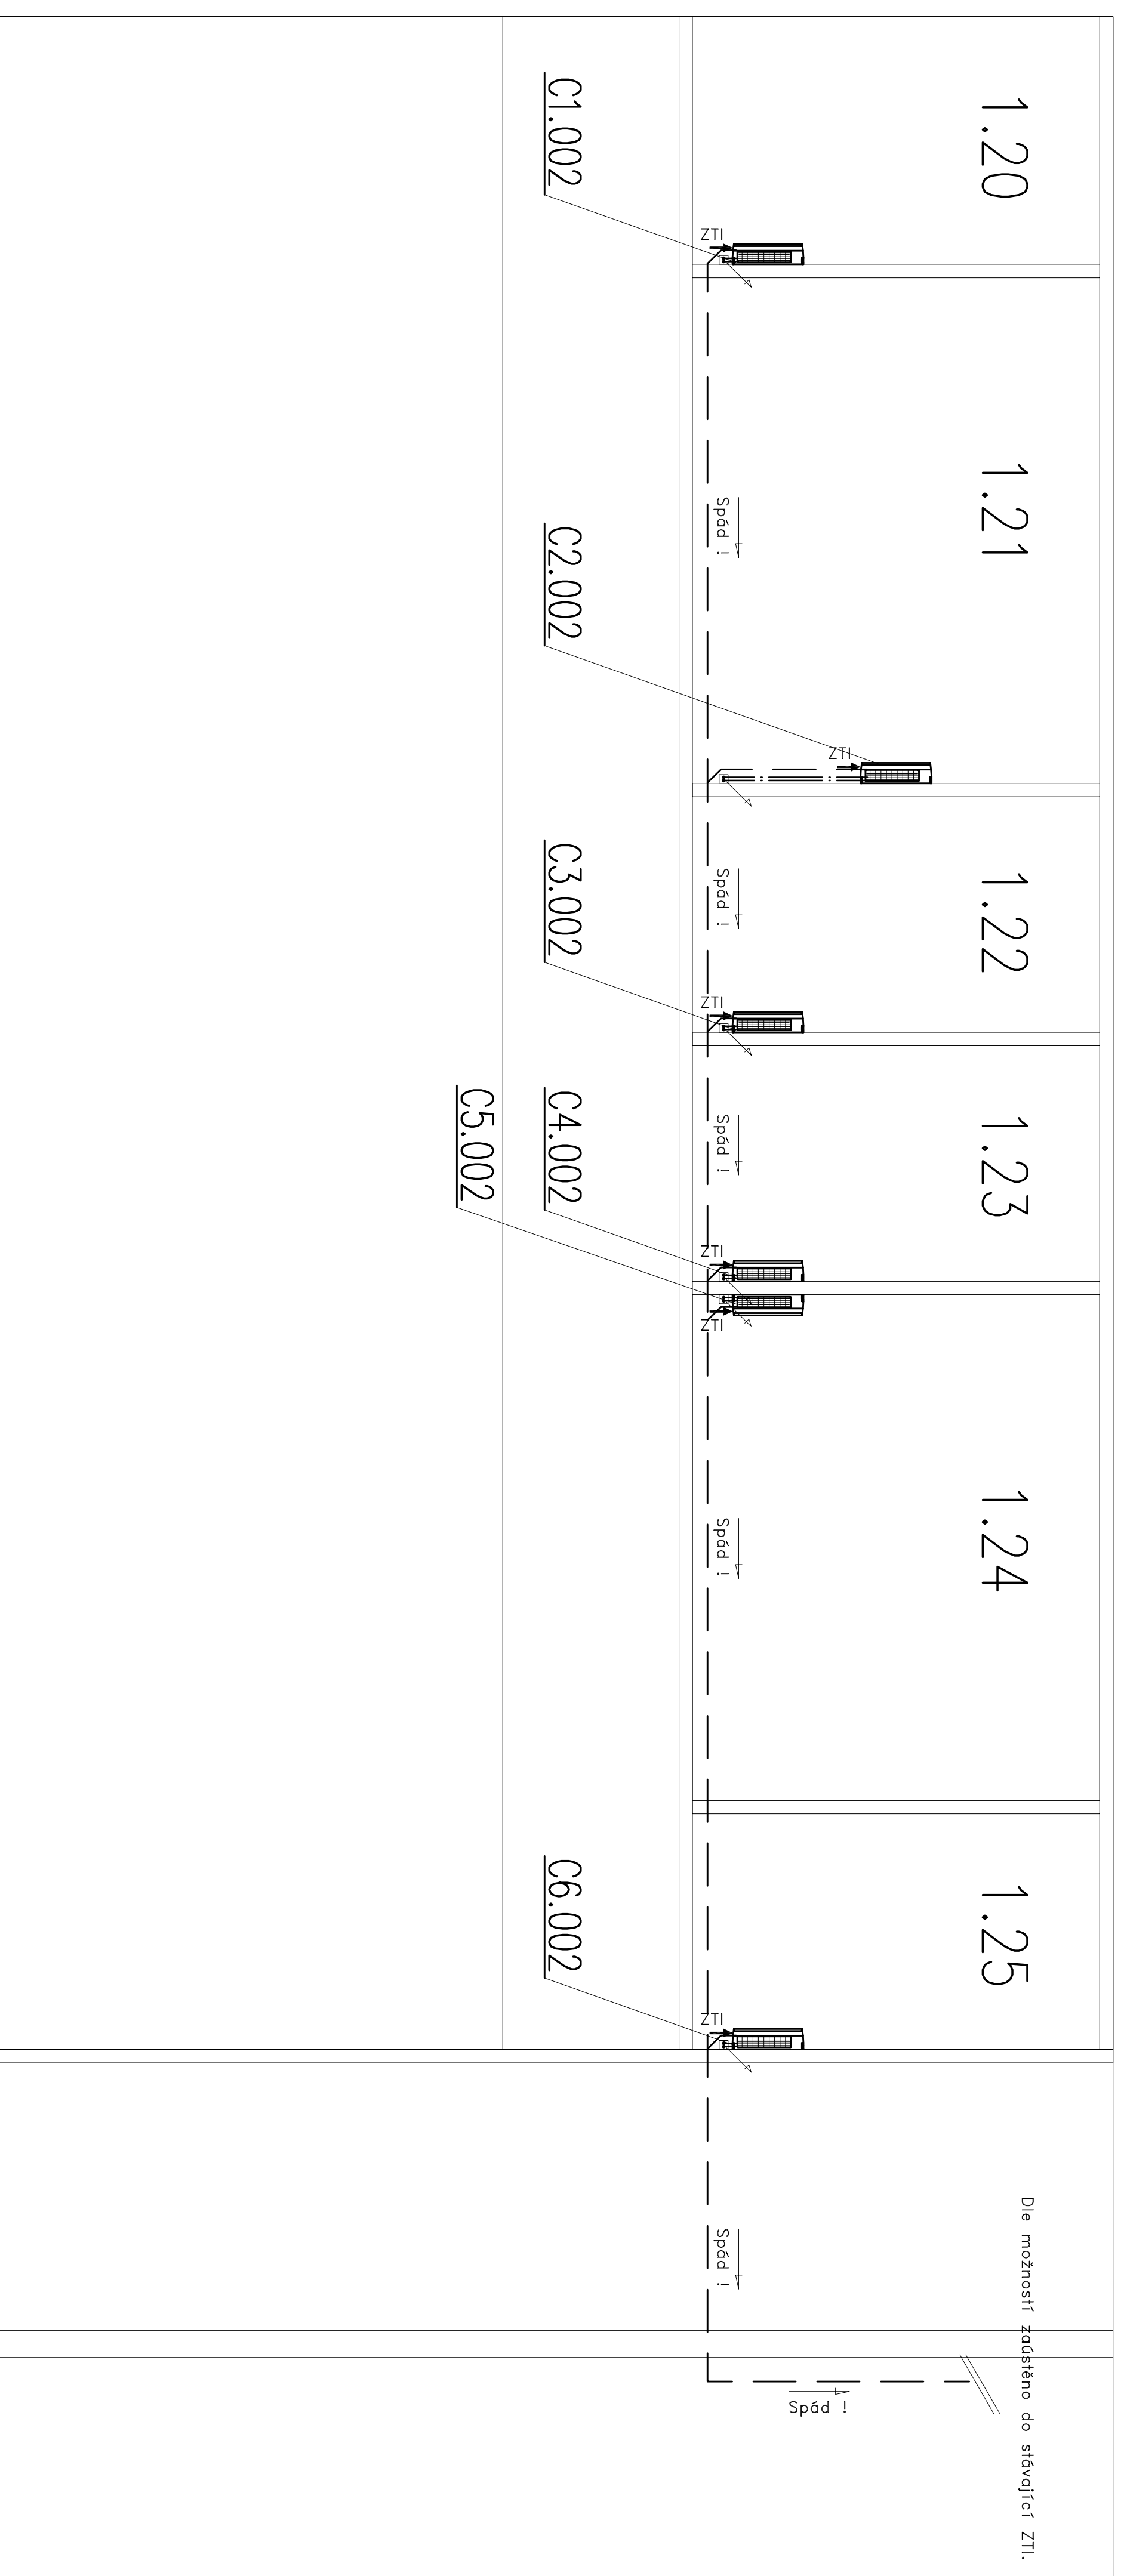 1.20
1.21
1.22
1.23
1.24
1.25
C1.002
C2.002
C3.002
C4.002
C5.002
C6.002
ZTI
ZTI
ZTI
ZTI
ZTI
ZTI
Spád !
Spád !
Spád !
Spád !
Spád !
Spád !
Dle možností zaústěno do stávající ZTI.